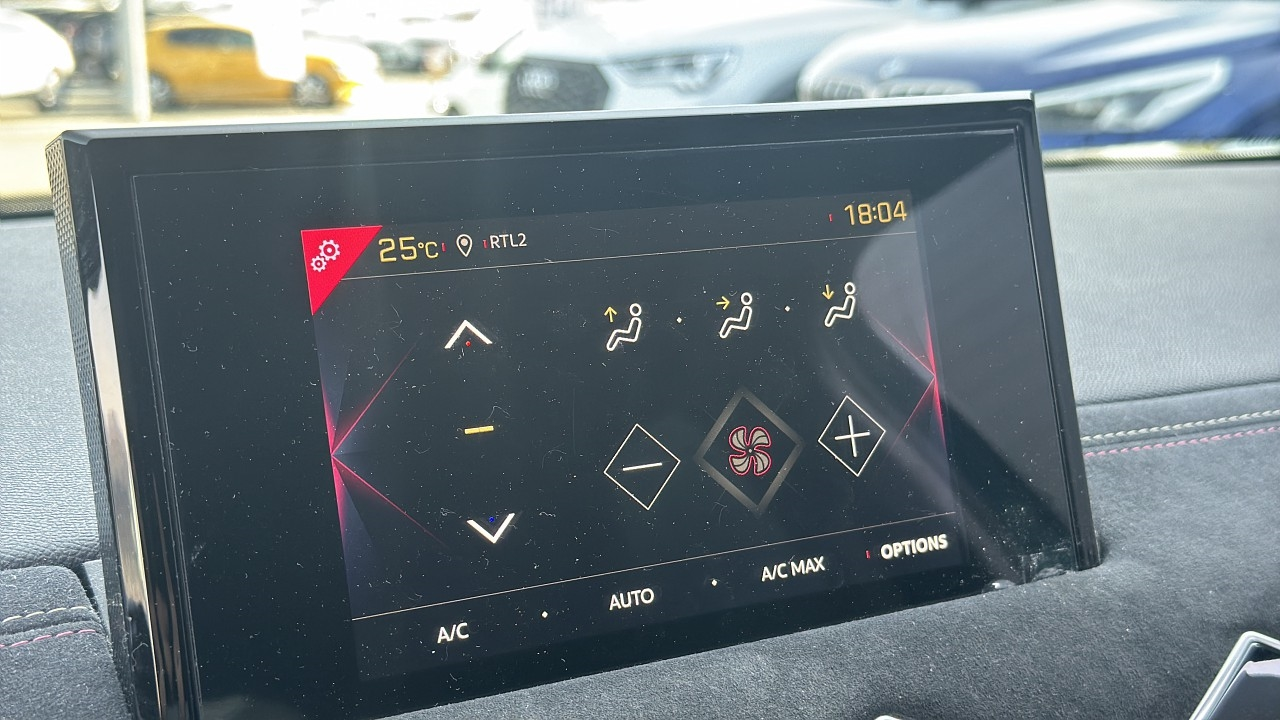 25°C RTL2 18:04
A/C AUTO A/C MAX OPTIONS